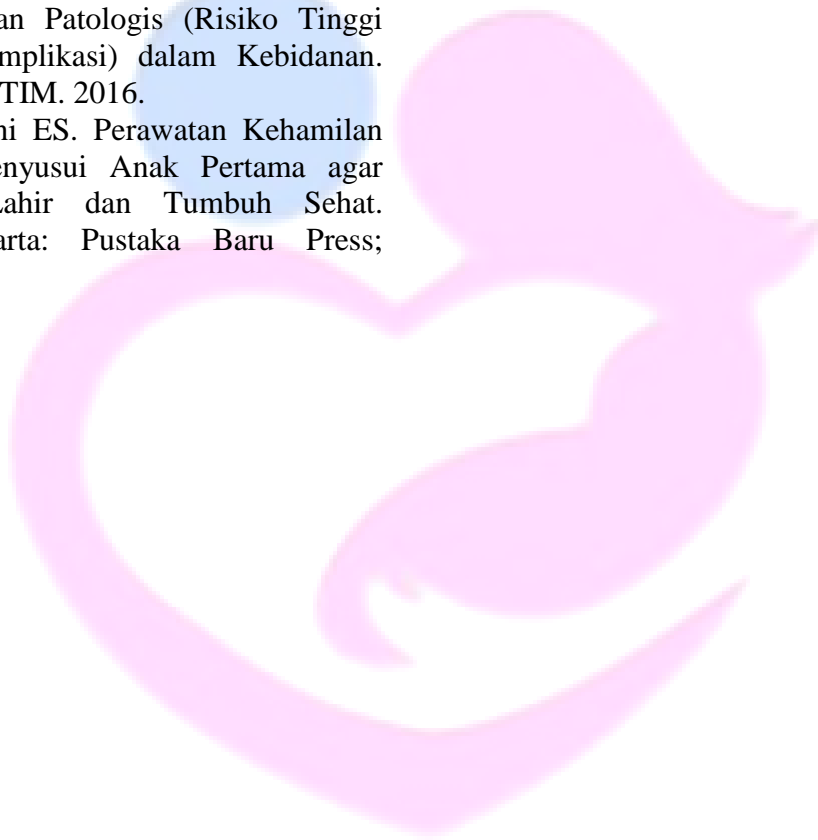 an Patologis (Risiko Tinggi
mplikasi) dalam Kebidanan.
TIM. 2016.
ni ES. Perawatan Kehamilan
enyusui Anak Pertama agar
ahir dan Tumbuh Sehat.
arta: Pustaka Baru Press;